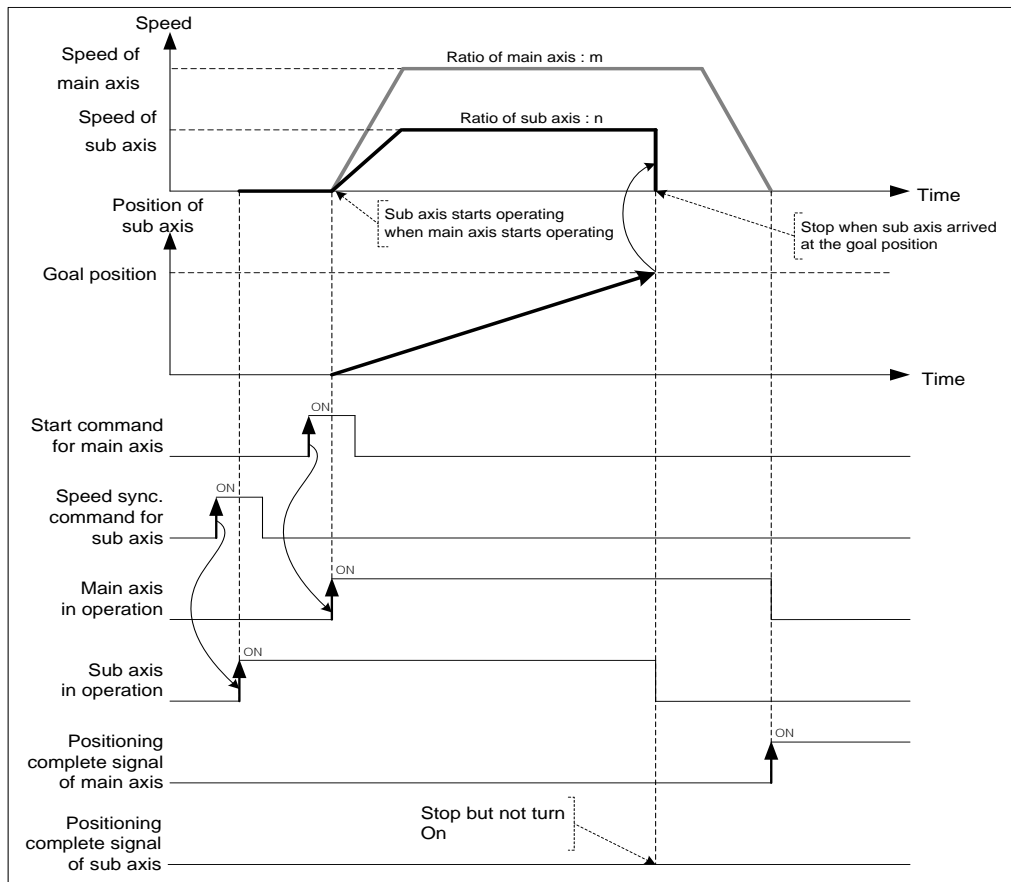 Speed
Speed of
main axis
Ratio of main axis : m
Speed of
sub axis
Ratio of sub axis : n
Time
Position of
sub axis
Sub axis starts operating
when main axis starts operating
Stop when sub axis arrived
at the goal position
Goal position
Time
ON
Start command
for main axis
ON
Speed sync.
command for
sub axis
ON
Main axis
in operation
ON
Sub axis
in operation
ON
Positioning
complete signal
of main axis
Stop but not turn
On
Positioning
complete signal
of sub axis